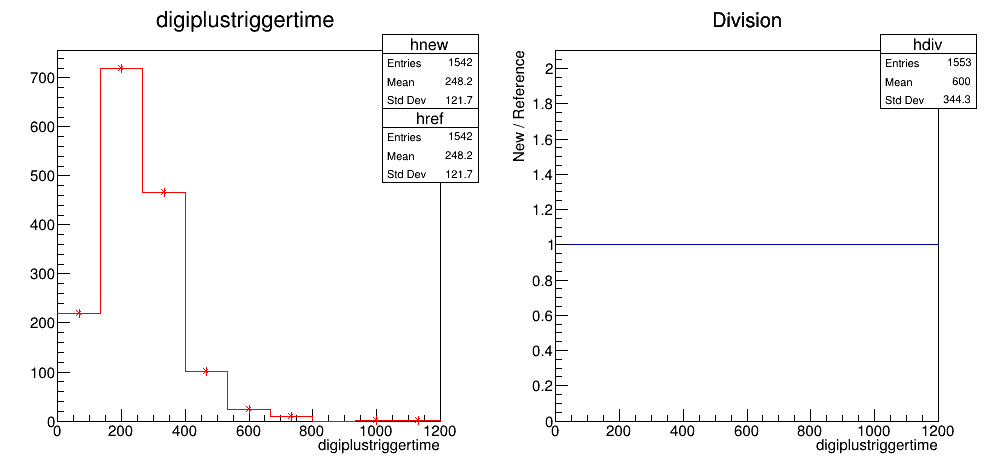 digiplustriggertime
hnew
Entries 1542
Mean 248.2
Std Dev 121.7
href
Entries 1542
Mean 248.2
Std Dev 121.7
700
600
500
400
300
200
100
0
0 200 400 600 800 1000 1200
digiplustriggertime
Division
hdiv
Entries 1553
Mean 600
Std Dev 344.3
New / Reference
2
1.8
1.6
1.4
1.2
1
0.8
0.6
0.4
0.2
0
0 200 400 600 800 1000 1200
digiplustriggertime